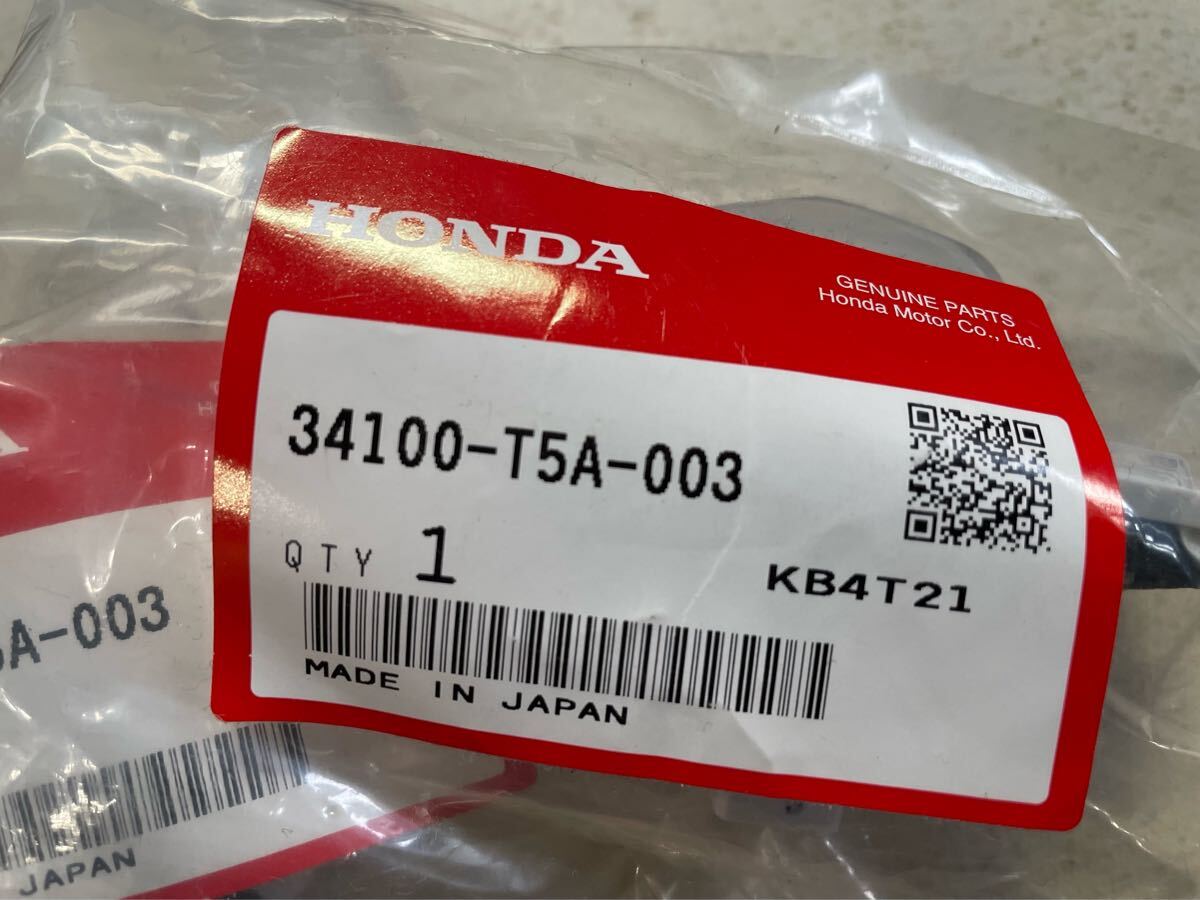 HONDA
GENUINE PARTS
Honda Motor Co., Ltd.
34100-T5A-003
QTY 1
KB4T21
MADE IN JAPAN
A-003
JAPAN